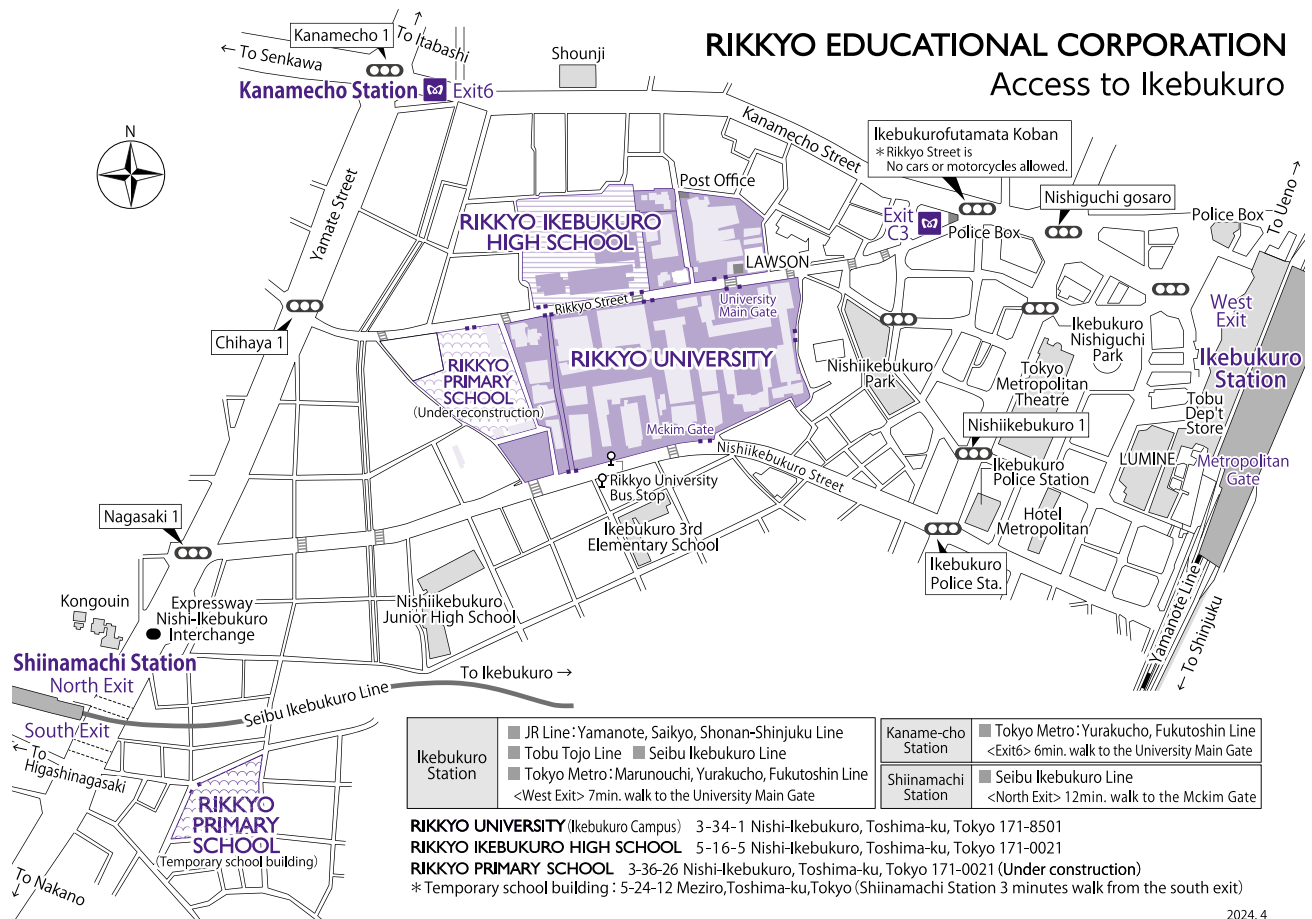 RIKKYO EDUCATIONAL CORPORATION
Access to Ikebukuro
Kanamecho 1
↑
To Itabashi
← To Senkawa
Kanamecho Station
Exit6
Shounji
N
Kanamecho Street
Ikebukurofutamata Koban
＊Rikkyo Street is
No cars or motorcycles allowed.
Nishiguchi gosaro
Police Box
To Ueno →
Post Office
Exit
C3
Police Box
Yamate Street
RIKKYO IKEBUKURO
HIGH SCHOOL
LAWSON
Rikkyo Street
University
Main Gate
West
Exit
Chihaya 1
RIKKYO
PRIMARY
SCHOOL
(Under reconstruction)
RIKKYO UNIVERSITY
Nishiikebukuro
Park
Ikebukuro
Nishiguchi
Park
Tokyo
Metropolitan
Theatre
Ikebukuro
Station
Tobu
Dep't
Store
Mckim Gate
Nishiikebukuro 1
Nishiikebukuro Street
LUMINE
Metropolitan
Gate
Ikebukuro
Police Station
Rikkyo University
Bus Stop
Nagasaki 1
Ikebukuro 3rd
Elementary School
Hotel
Metropolitan
Ikebukuro
Police Sta.
Kongouin
Expressway
Nishi-Ikebukuro
Interchange
Nishiikebukuro
Junior High School
Yamanote Line
← To Shinjuku
Shiinamachi Station
North Exit
To Ikebukuro →
Seibu Ikebukuro Line
South Exit
← To
Higashinagasaki
RIKKYO
PRIMARY
SCHOOL
(Temporary school building)
To Nakano
←
Ikebukuro
Station
■ JR Line：Yamanote, Saikyo, Shonan-Shinjuku Line
■ Tobu Tojo Line ■ Seibu Ikebukuro Line
■ Tokyo Metro：Marunouchi, Yurakucho, Fukutoshin Line
<West Exit> 7min. walk to the University Main Gate
Kaname-cho
Station
■ Tokyo Metro：Yurakucho, Fukutoshin Line
<Exit6> 6min. walk to the University Main Gate
Shiinamachi
Station
■ Seibu Ikebukuro Line
<North Exit> 12min. walk to the Mckim Gate
RIKKYO UNIVERSITY (Ikebukuro Campus) 3-34-1 Nishi-Ikebukuro, Toshima-ku, Tokyo 171-8501
RIKKYO IKEBUKURO HIGH SCHOOL 5-16-5 Nishi-Ikebukuro, Toshima-ku, Tokyo 171-0021
RIKKYO PRIMARY SCHOOL 3-36-26 Nishi-Ikebukuro, Toshima-ku, Tokyo 171-0021 (Under construction)
＊Temporary school building : 5-24-12 Meziro,Toshima-ku,Tokyo (Shiinamachi Station 3 minutes walk from the south exit)
2024. 4